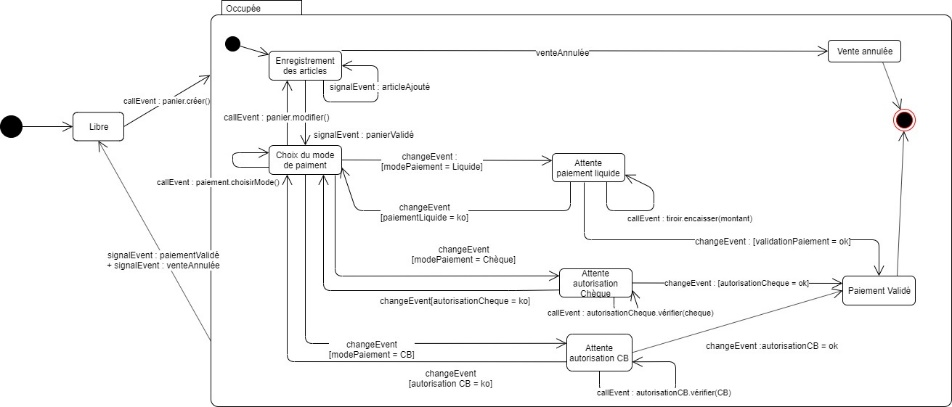 Occupée
Enregistrement
des articles
venteAnnulée
Vente annulée
signalEvent : articleAjouté
callEvent : panier.créer()
callEvent : panier.modifier()
Libre
signalEvent : panierValidé
Choix du mode
de paiment
changeEvent :
[modePaiement = Liquide]
Attente
paiement liquide
callEvent : paiement.choisirMode()
changeEvent
[paiementLiquide = ko]
callEvent : tiroir.encaisser(montant)
changeEvent : [validationPaiement = ok]
signalEvent : paiementValidé
+ signalEvent : venteAnnulée
changeEvent
[modePaiement = Chèque]
Attente
autorisation
Chèque
changeEvent : [autorisationCheque = ok]
Paiement Validé
changeEvent[autorisationCheque = ko]
callEvent : autorisationCheque.vérifier(cheque)
changeEvent
[modePaiement = CB]
Attente
autorisation CB
changeEvent :autorisationCB = ok
changeEvent
[autorisation CB = ko]
callEvent : autorisationCB.vérifier(CB)